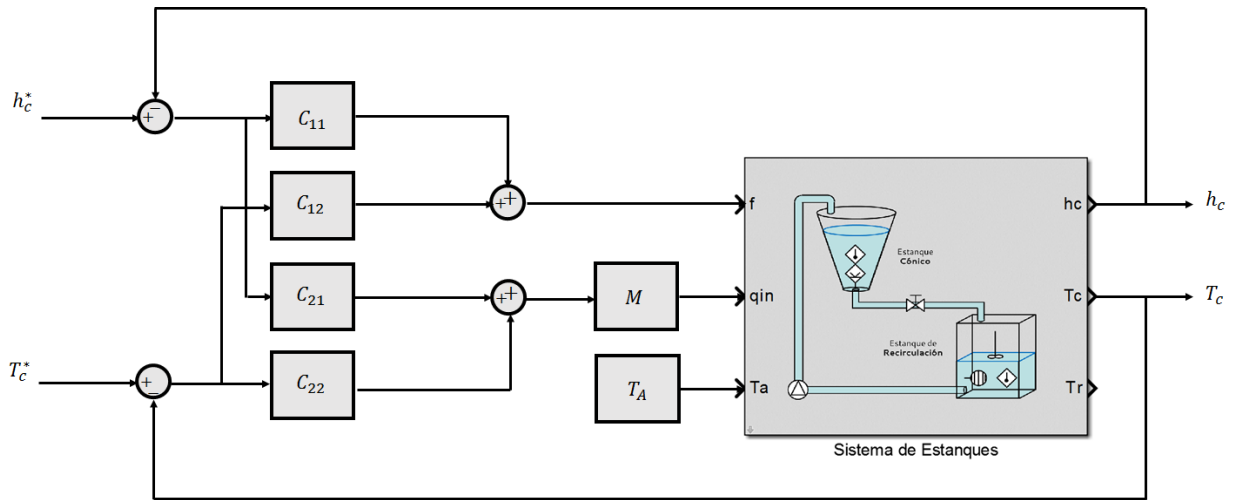 h_c^*
−
+
C_11
C_12
+ +
f
hc
h_c
Estanque
Cónico
C_21
+ +
M
qin
Tc
T_c
Estanque de
Recirculación
T_c^*
+
−
C_22
T_A
Ta
Tr
Sistema de Estanques